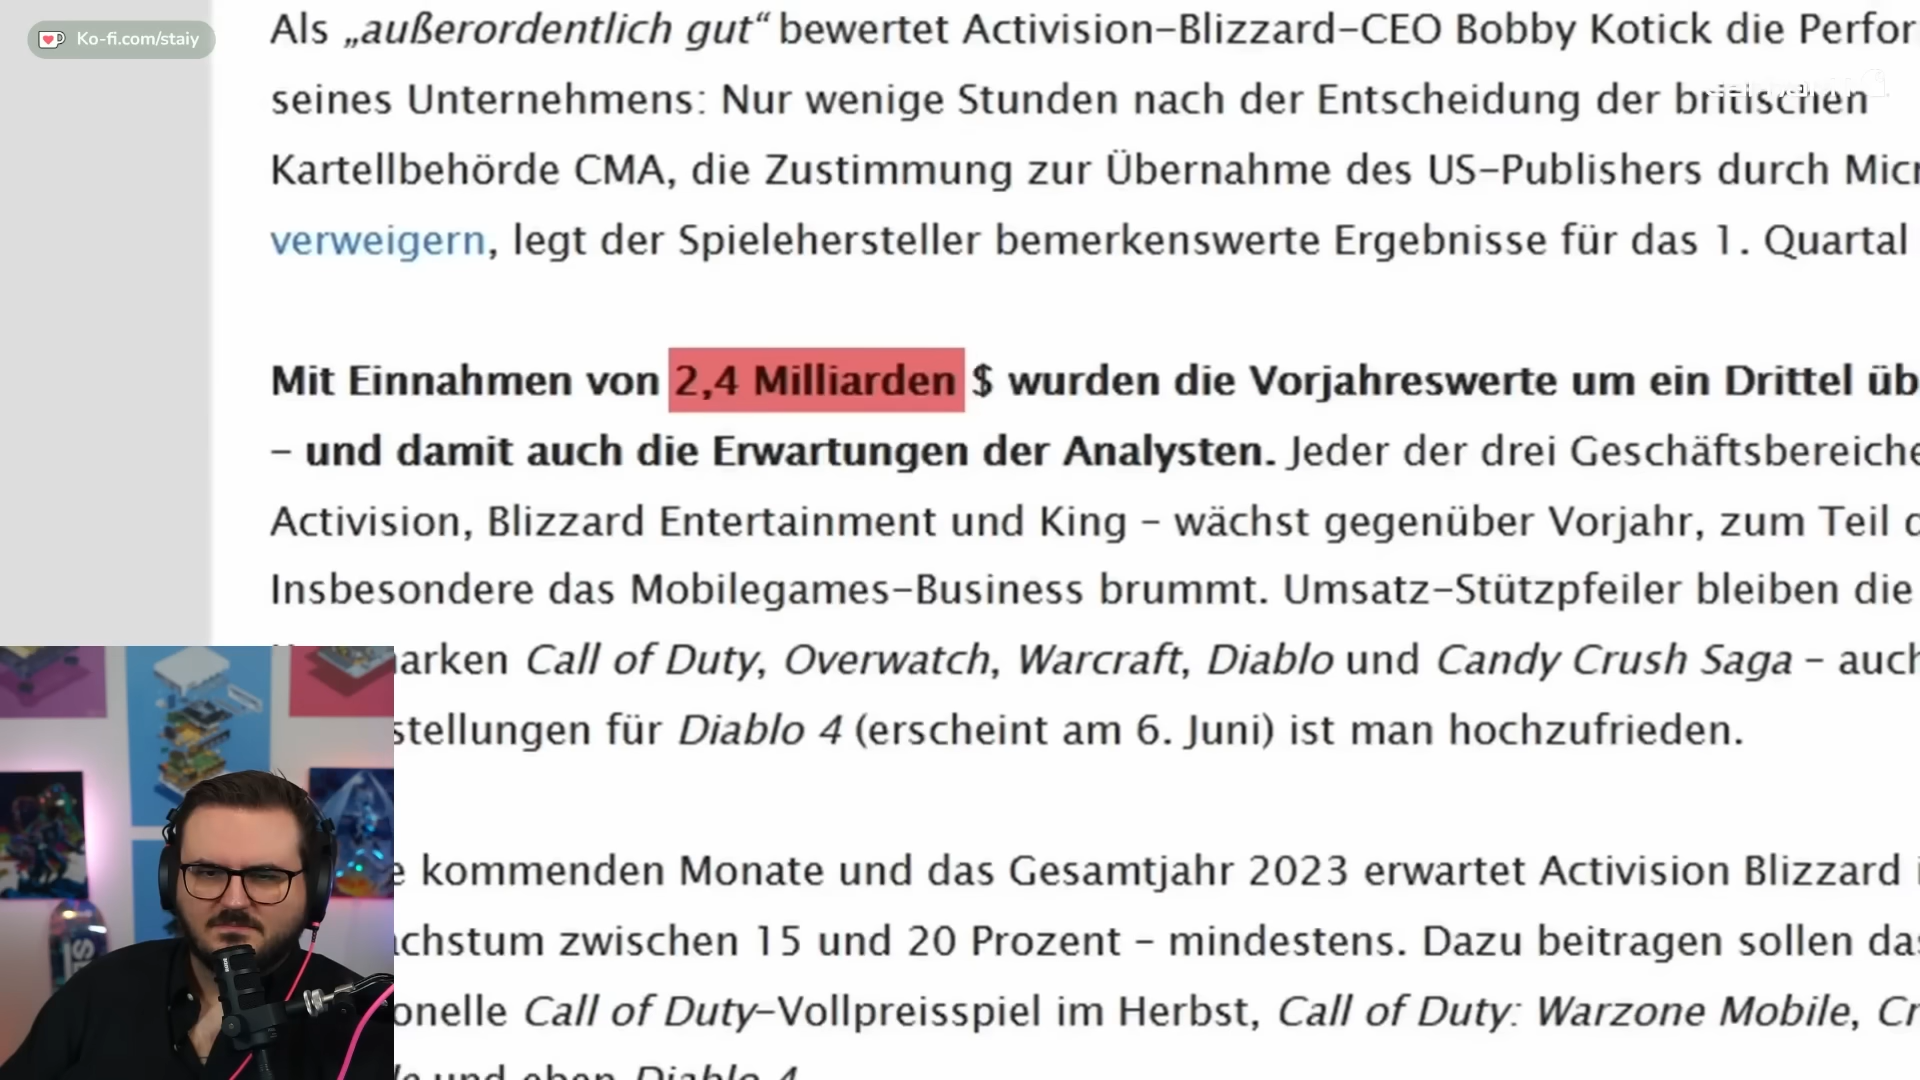 Ko-fi.com/staiy
Als „außerordentlich gut“ bewertet Activision-Blizzard-CEO Bobby Kotick die Perfor
seines Unternehmens: Nur wenige Stunden nach der Entscheidung der britischen
Kartellbehörde CMA, die Zustimmung zur Übernahme des US-Publishers durch Micr
verweigern, legt der Spielehersteller bemerkenswerte Ergebnisse für das 1. Quartal
Mit Einnahmen von 2,4 Milliarden $ wurden die Vorjahreswerte um ein Drittel üb
– und damit auch die Erwartungen der Analysten. Jeder der drei Geschäftsbereiche
Activision, Blizzard Entertainment und King – wächst gegenüber Vorjahr, zum Teil
Insbesondere das Mobilegames-Business brummt. Umsatz-Stützpfeiler bleiben die
arken Call of Duty, Overwatch, Warcraft, Diablo und Candy Crush Saga – auch
stellungen für Diablo 4 (erscheint am 6. Juni) ist man hochzufrieden.
e kommenden Monate und das Gesamtjahr 2023 erwartet Activision Blizzard
achstum zwischen 15 und 20 Prozent – mindestens. Dazu beitragen sollen das
onelle Call of Duty-Vollpreisspiel im Herbst, Call of Duty: Warzone Mobile, Cr
und eben Diablo 4